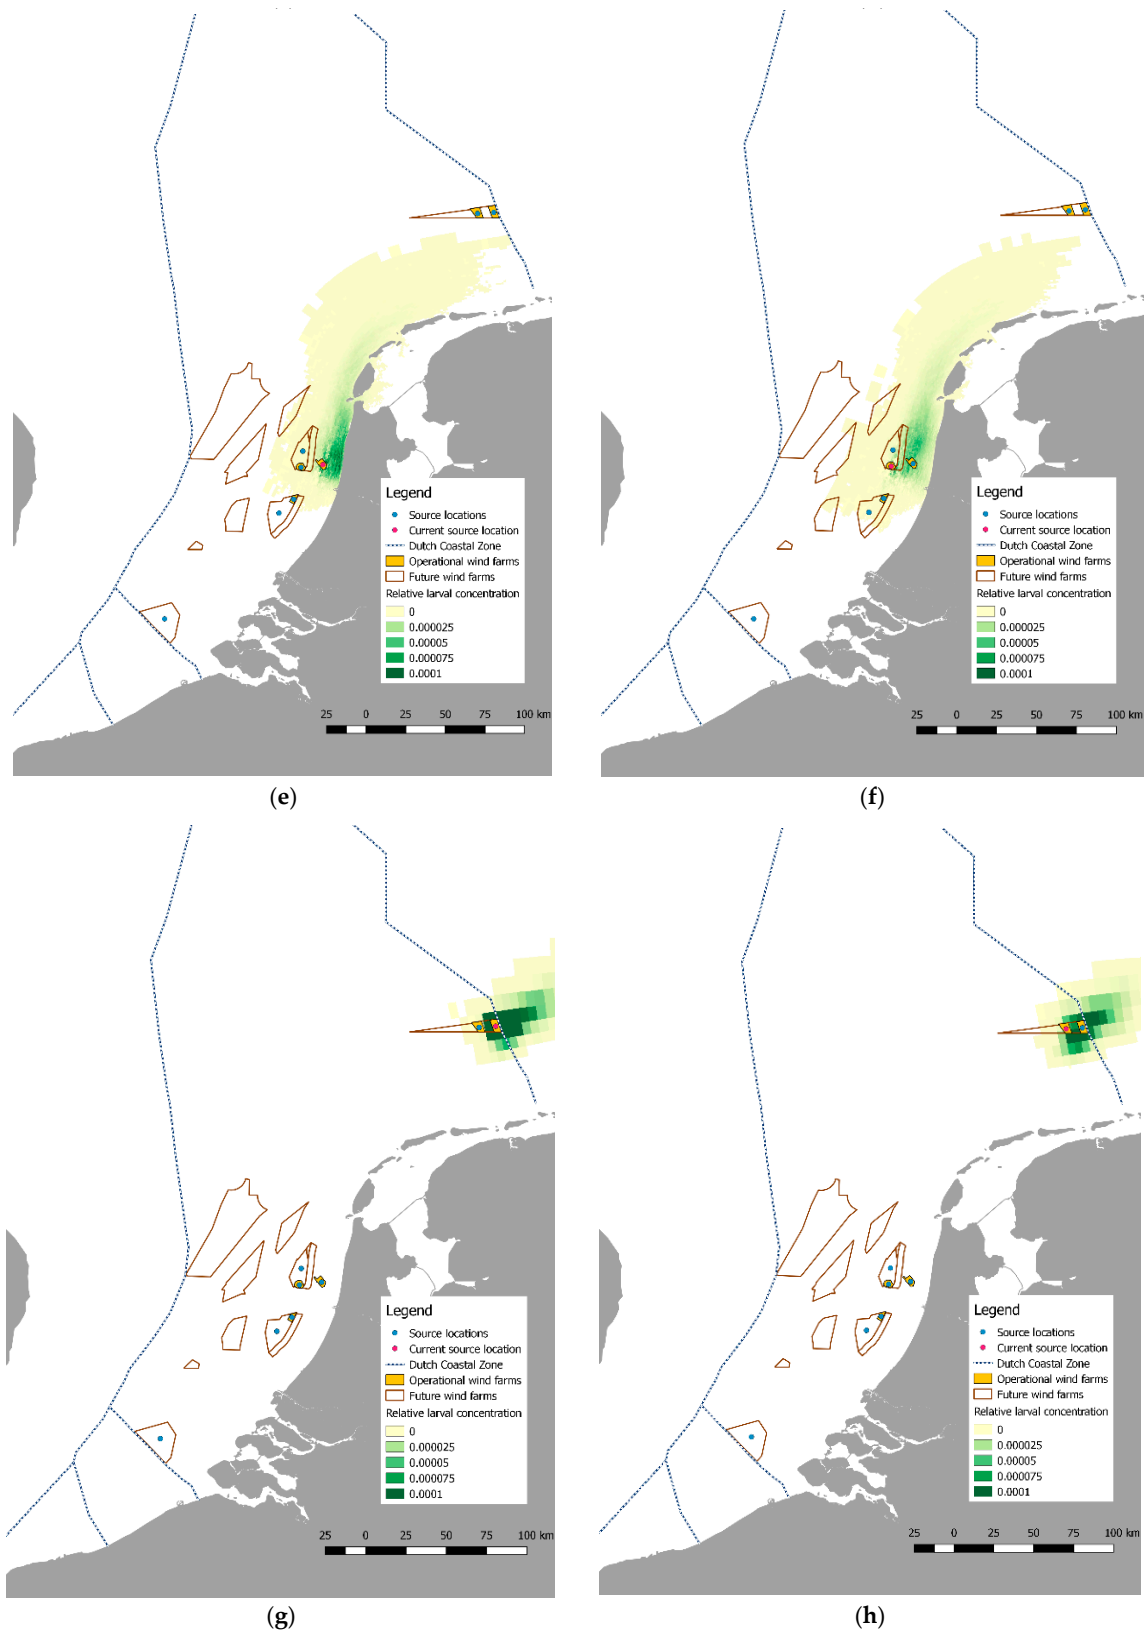 Legend
Source locations
Current source location
Dutch Coastal Zone
Operational wind farms
Future wind farms
Relative larval concentration
0
0.000025
0.00005
0.000075
0.0001
25 0 25 50 75 100 km
(e)
Legend
Source locations
Current source location
Dutch Coastal Zone
Operational wind farms
Future wind farms
Relative larval concentration
0
0.000025
0.00005
0.000075
0.0001
25 0 25 50 75 100 km
(f)
Legend
Source locations
Current source location
Dutch Coastal Zone
Operational wind farms
Future wind farms
Relative larval concentration
0
0.000025
0.00005
0.000075
0.0001
25 0 25 50 75 100 km
(g)
Legend
Source locations
Current source location
Dutch Coastal Zone
Operational wind farms
Future wind farms
Relative larval concentration
0
0.000025
0.00005
0.000075
0.0001
25 0 25 50 75 100 km
(h)